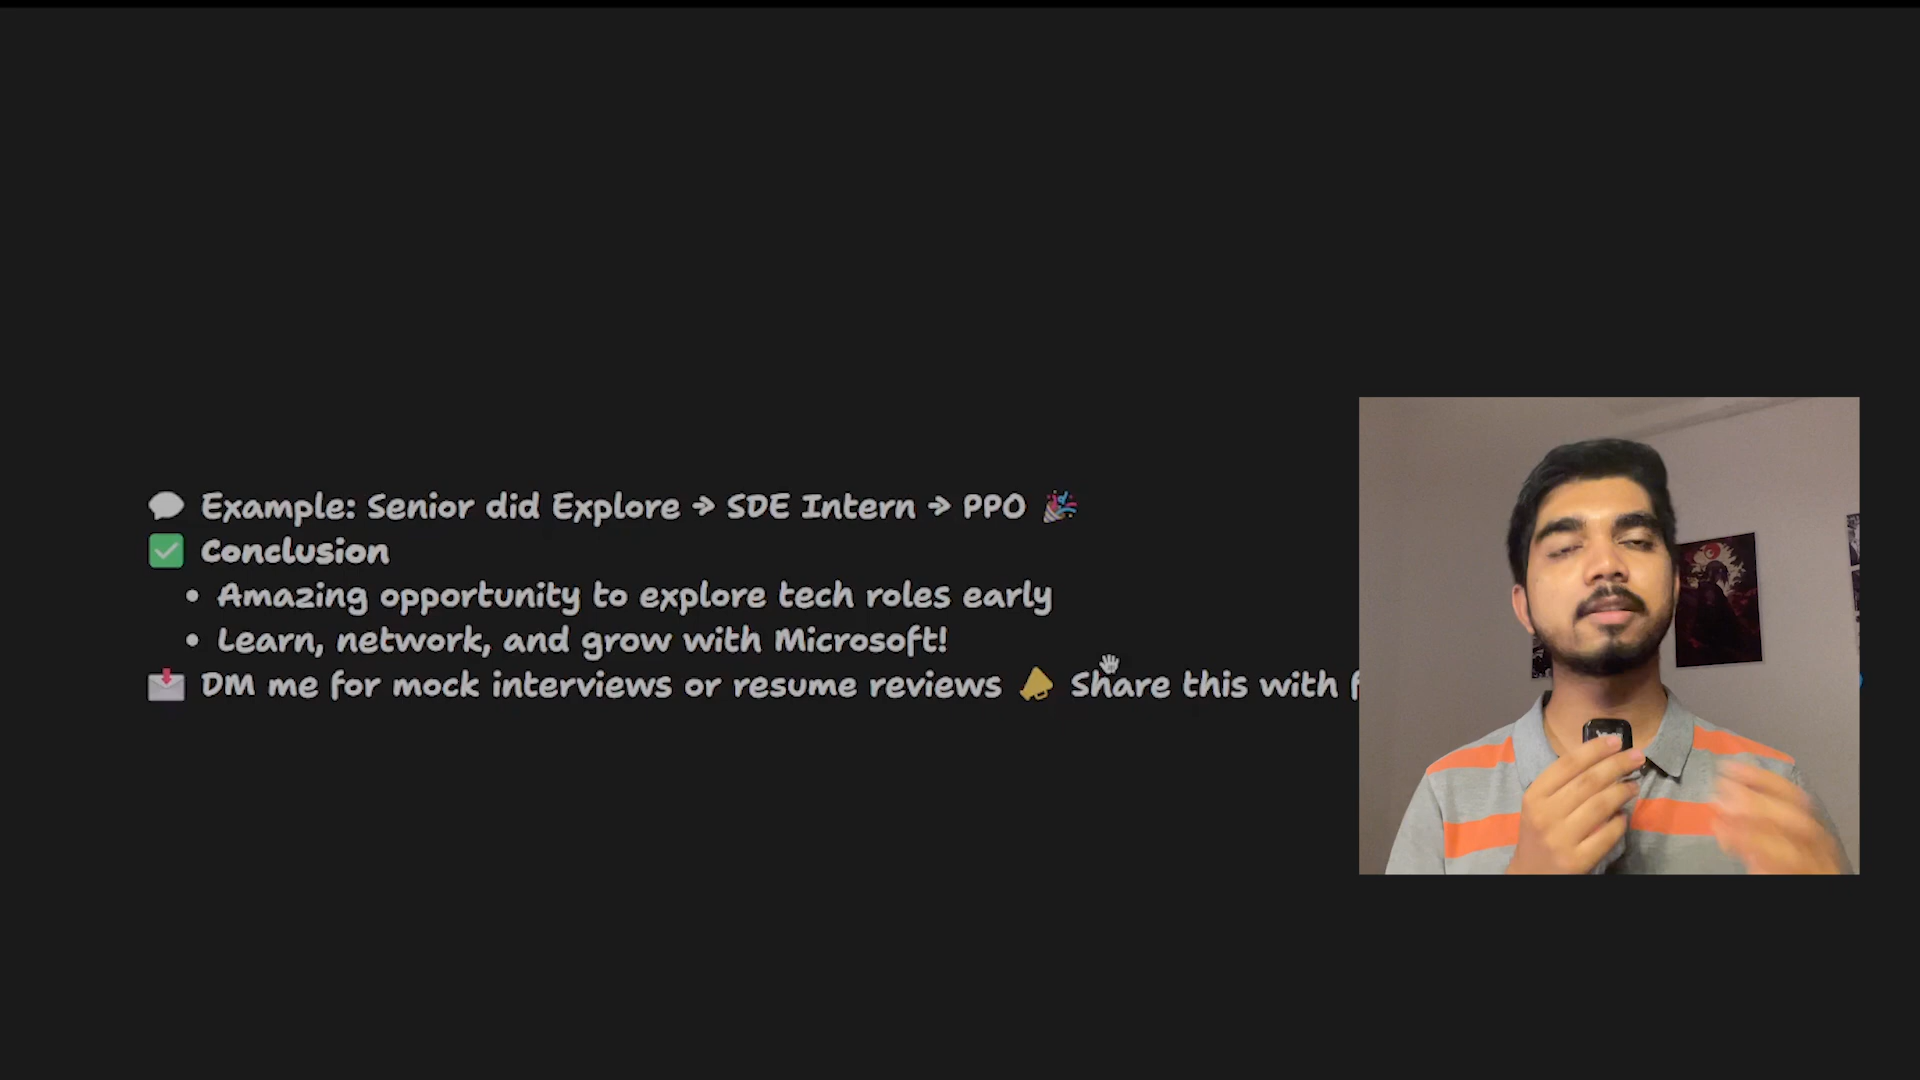 💬 Example: Senior did Explore → SDE Intern → PPO 🎉
✅ Conclusion
• Amazing opportunity to explore tech roles early
• Learn, network, and grow with Microsoft!
📩 DM me for mock interviews or resume reviews 📣 Share this with